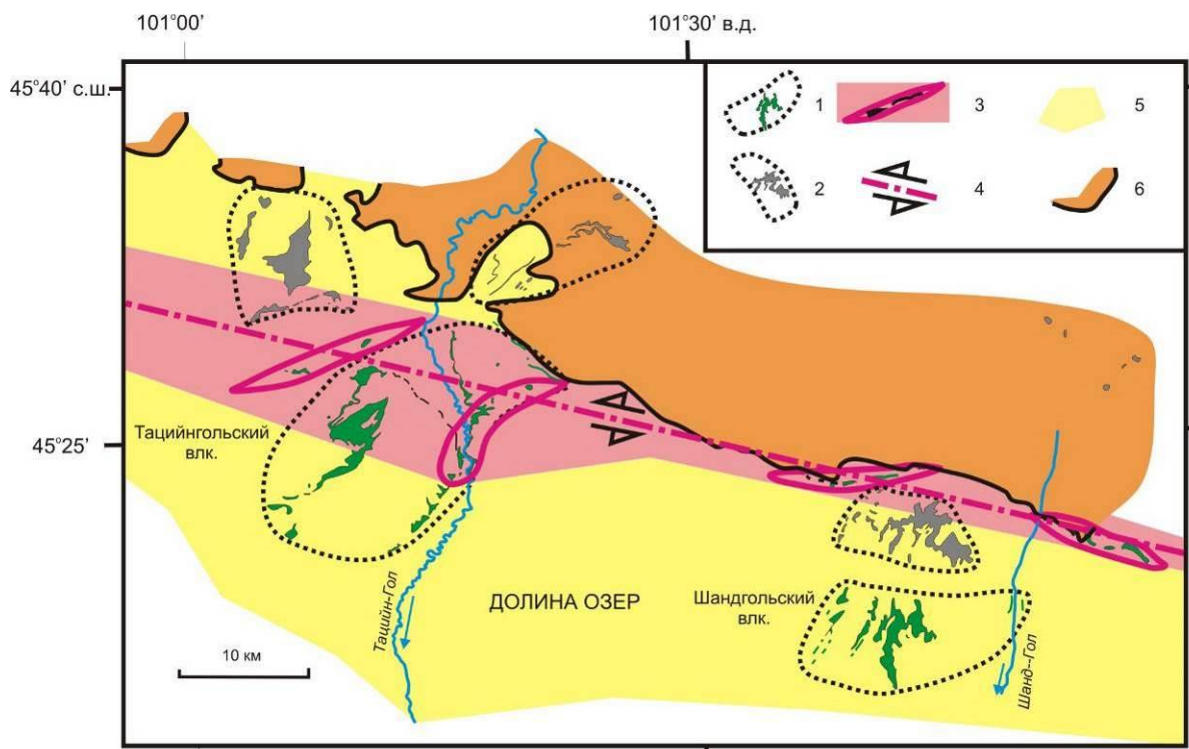 101°00’
101°30’ в.д.
45°40’ с.ш.
1
3
5
2
4
6
Тацийнгольский
влк.
45°25’
Тацийн-Гол
ДОЛИНА ОЗЕР
Шандгольский
влк.
Шанд--Гол
10 км